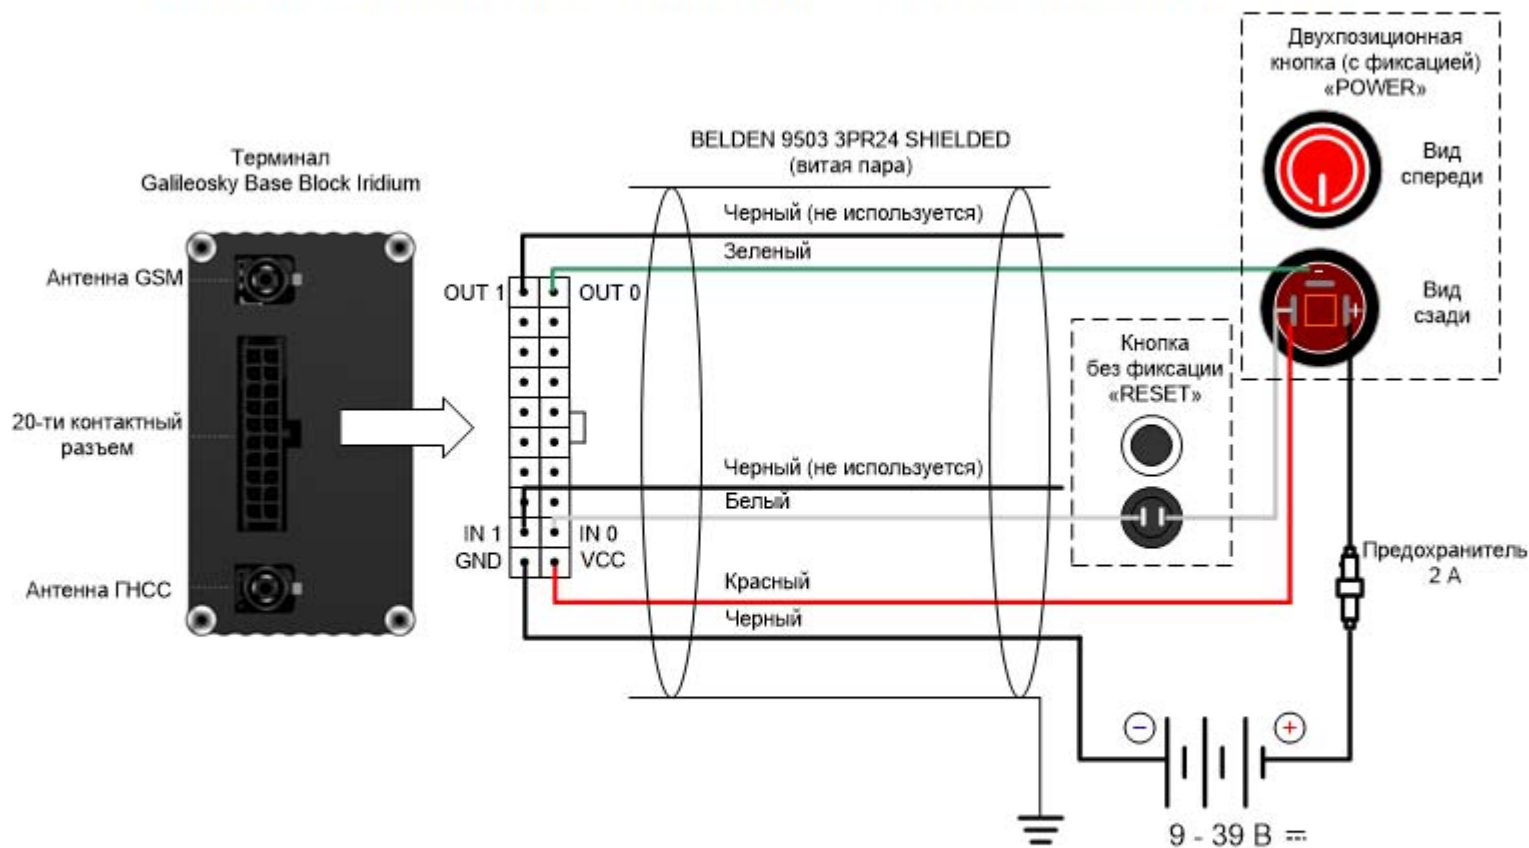 Двухпозиционная
кнопка (с фиксацией)
«POWER»
Вид
спереди
Вид
сзади
BELDEN 9503 3PR24 SHIELDED
(витая пара)
Терминал
Galileosky Base Block Iridium
Антенна GSM
20-ти контактный
разъем
Антенна ГНСС
Черный (не используется)
Зеленый
OUT 1
OUT 0
-
+
Кнопка
без фиксации
«RESET»
Черный (не используется)
Белый
IN 1
IN 0
GND
VCC
Красный
Черный
Предохранитель
2 А
−
+
9 - 39 В ⎓